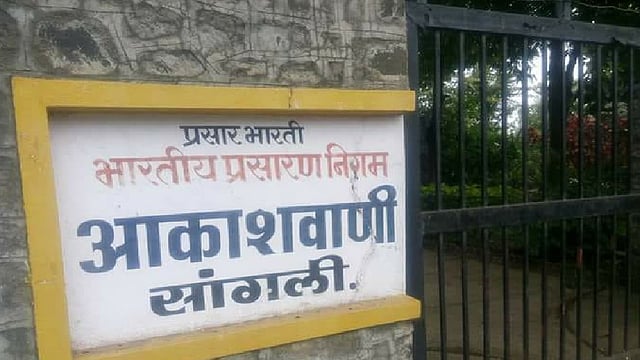 प्रसार भारती
भारतीय प्रसारण निगम
आकाशवाणी
सांगली.